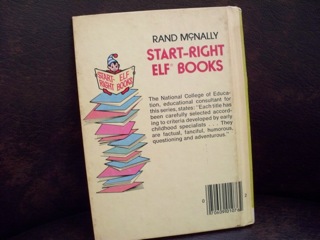 RAND McNALLY
START-RIGHT
ELF BOOKS
START- ELF
RIGHT BOOKS
The National College of Educa-
tion, educational consultant for
this series, states: "Each title has
been carefully selected accord-
ing to criteria developed by early
childhood specialists . . . They
are factual, fanciful, humorous,
questioning and adventurous."